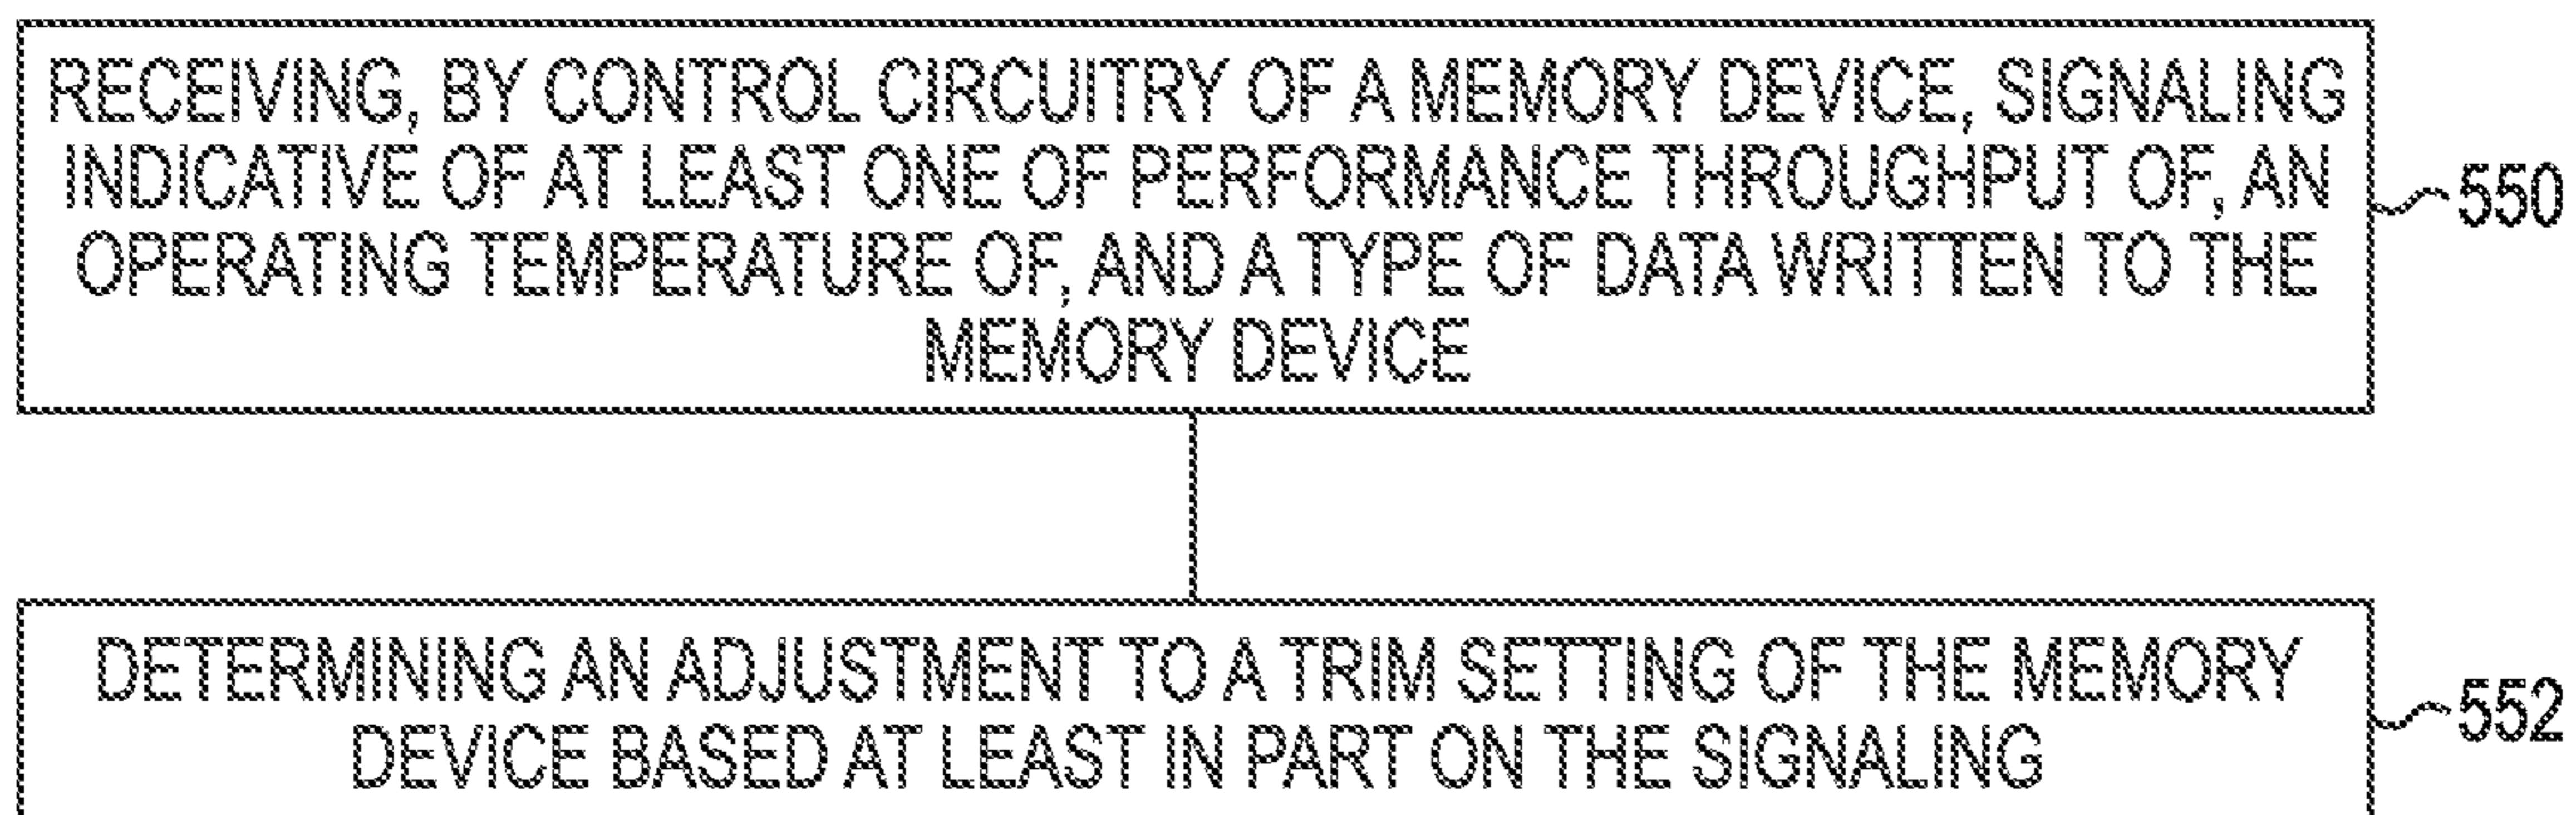 RECEIVING, BY CONTROL CIRCUITRY OF A MEMORY DEVICE, SIGNALING
INDICATIVE OF AT LEAST ONE OF PERFORMANCE THROUGHPUT OF, AN
OPERATING TEMPERATURE OF, AND A TYPE OF DATA WRITTEN TO THE
MEMORY DEVICE
550
DETERMINING AN ADJUSTMENT TO A TRIM SETTING OF THE MEMORY
DEVICE BASED AT LEAST IN PART ON THE SIGNALING
552